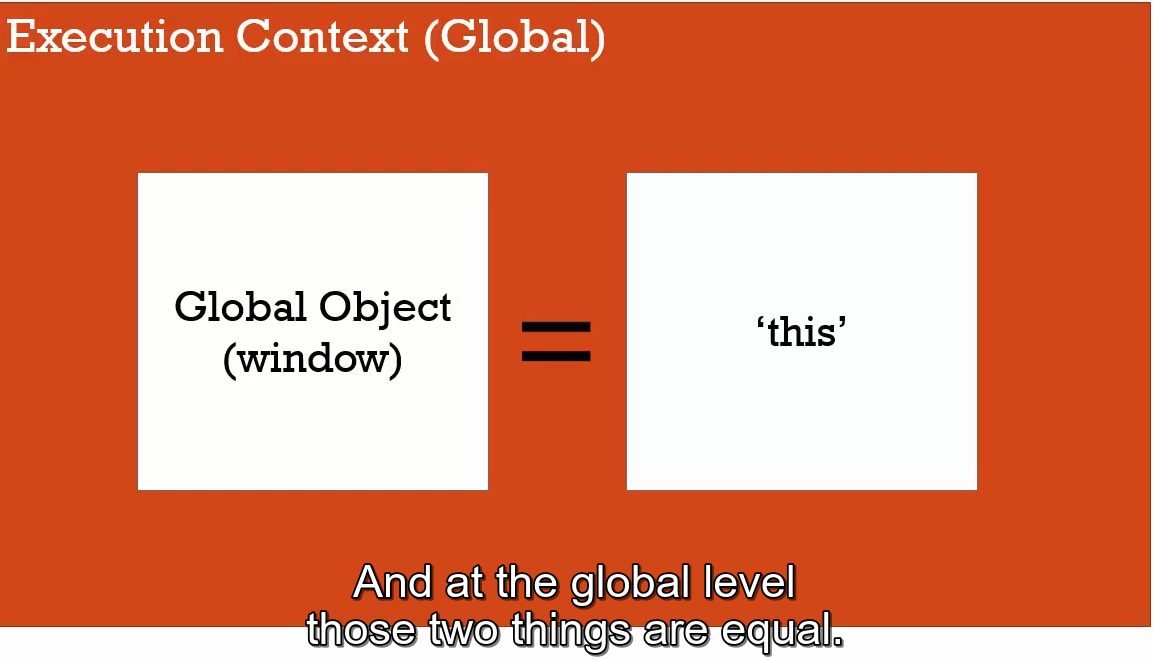 Execution Context (Global)
Global Object
(window)
=
‘this’
And at the global level
those two things are equal.